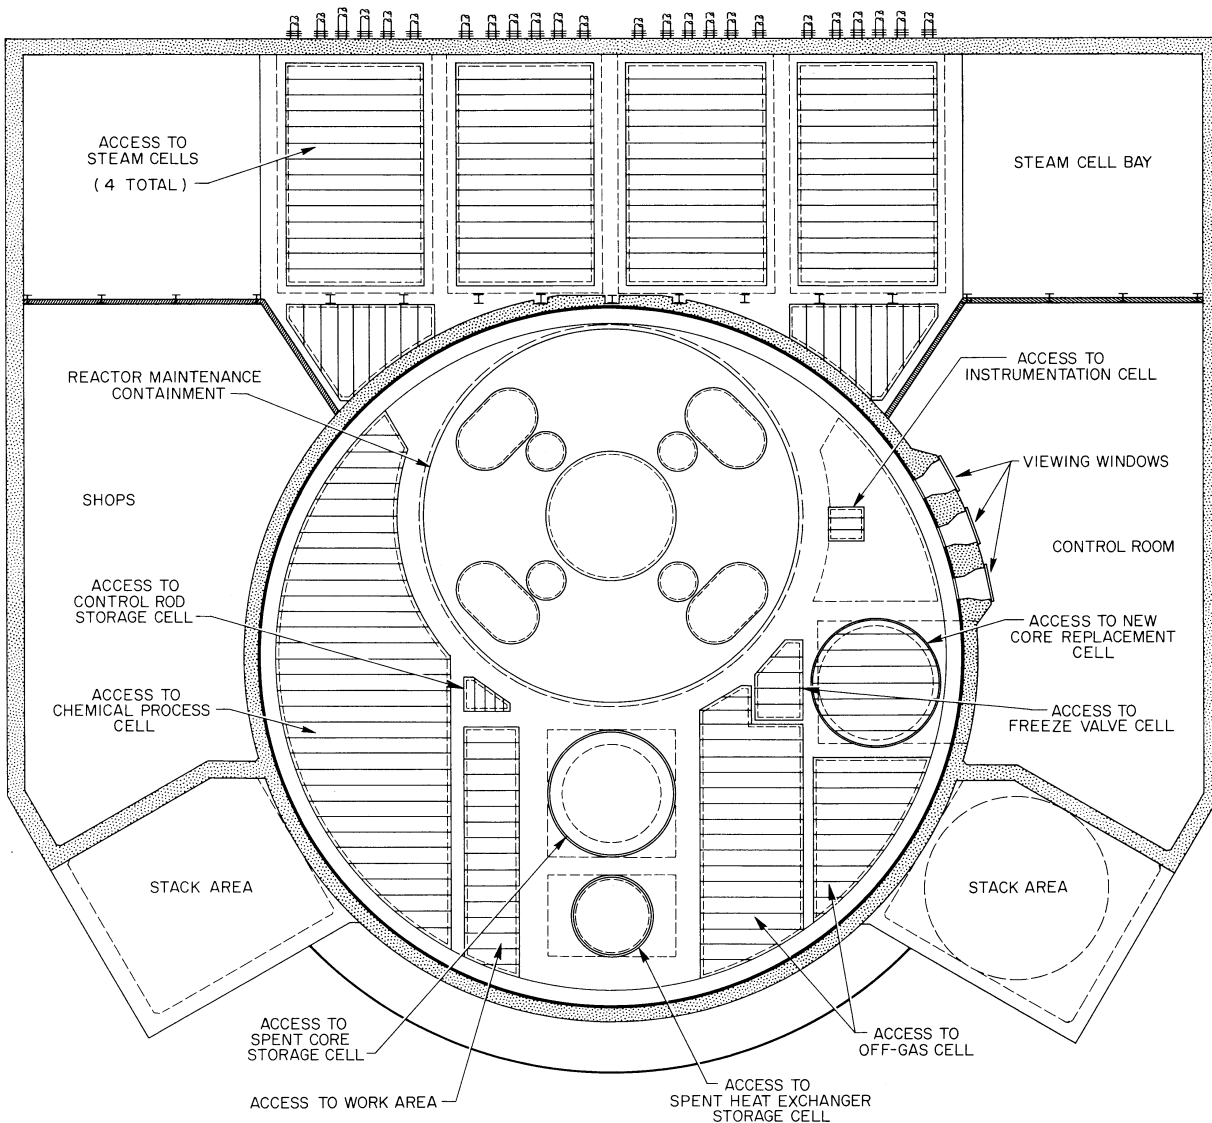 ACCESS TO
STEAM CELLS
(4 TOTAL)
STEAM CELL BAY
REACTOR MAINTENANCE
CONTAINMENT
ACCESS TO
INSTRUMENTATION CELL
VIEWING WINDOWS
SHOPS
CONTROL ROOM
ACCESS TO
CONTROL ROD
STORAGE CELL
ACCESS TO NEW
CORE REPLACEMENT
CELL
ACCESS TO
CHEMICAL PROCESS
CELL
ACCESS TO
FREEZE VALVE CELL
STACK AREA
STACK AREA
ACCESS TO
SPENT CORE
STORAGE CELL
ACCESS TO
OFF-GAS CELL
ACCESS TO WORK AREA
ACCESS TO
SPENT HEAT EXCHANGER
STORAGE CELL